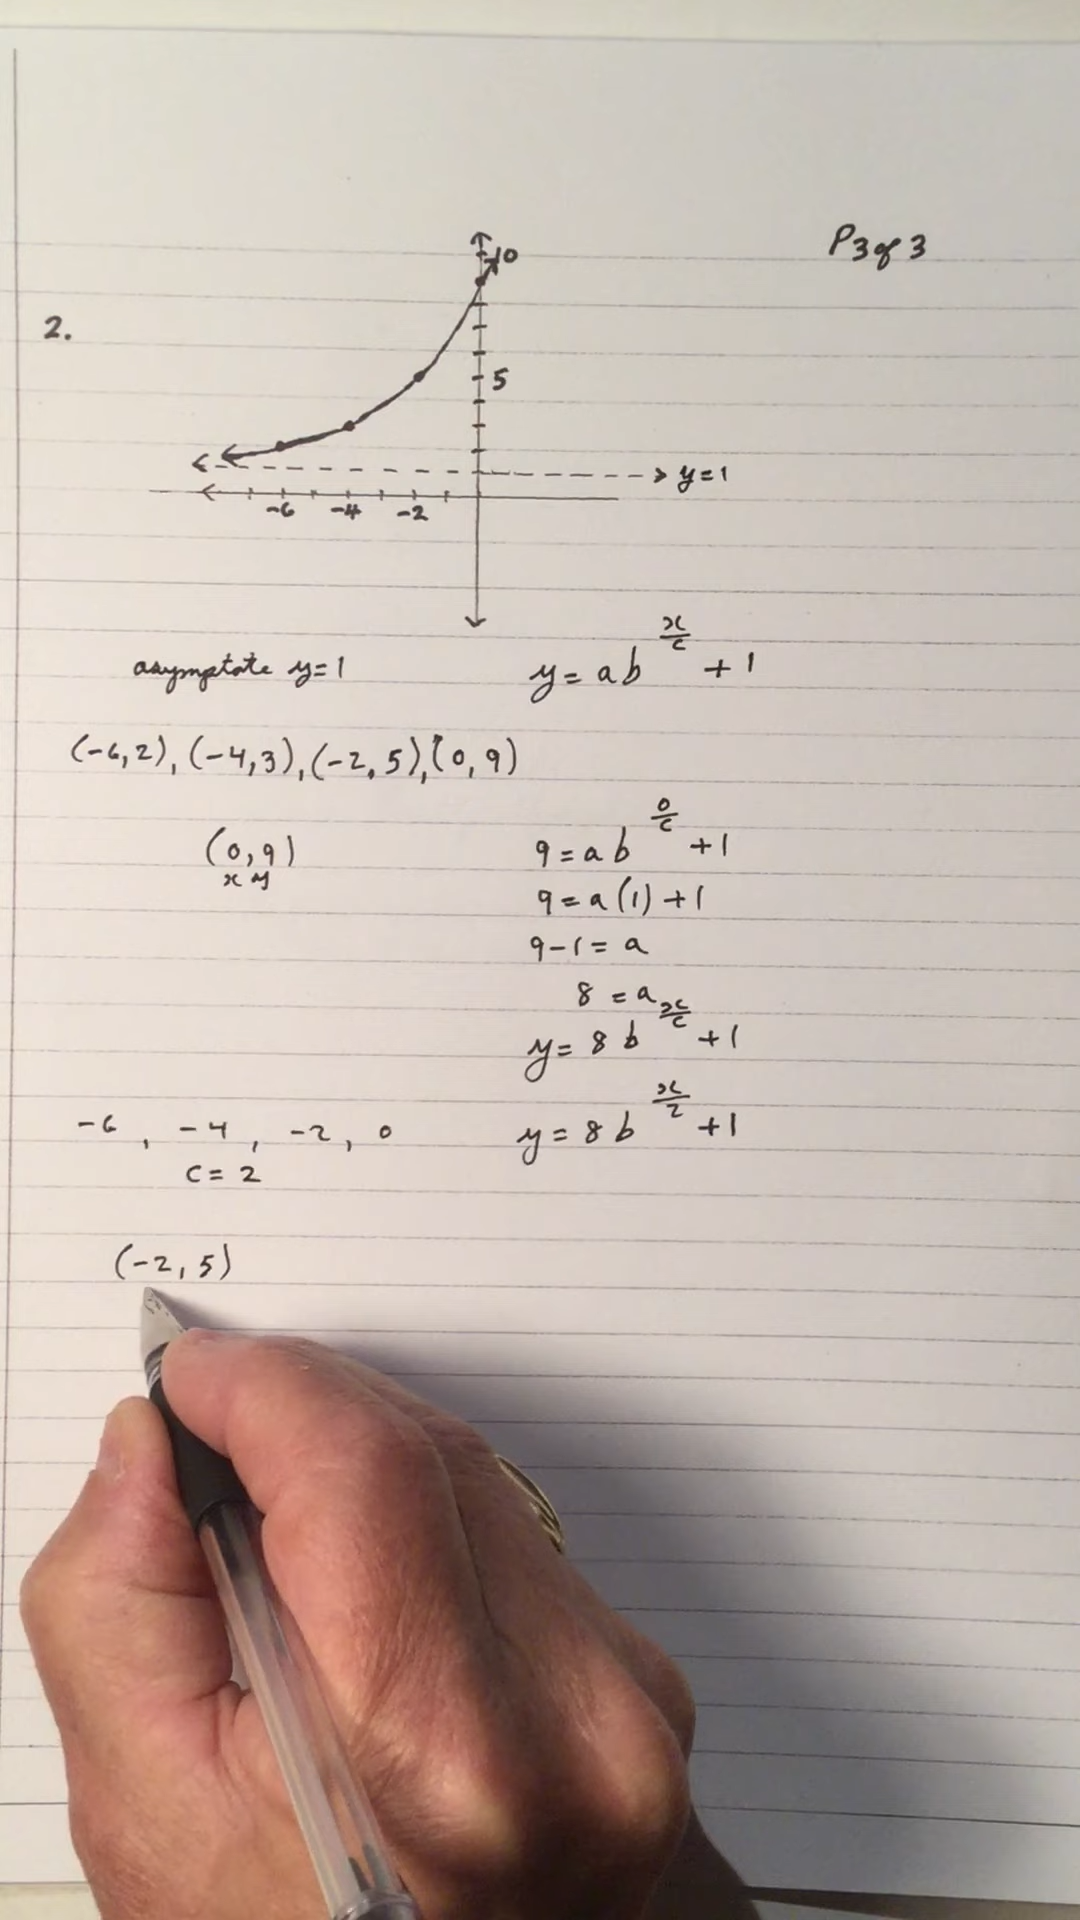 P 3 of 3
10
2.
5
y=1
-6 -4 -2
asymptote y=1
y = ab^(x/c) + 1
(-6,2), (-4,3), (-2,5), (0,9)
(0,9)
x y
9 = ab^(0/c) + 1
9 = a(1) + 1
9-1 = a
8 = a
y = 8b^(x/c) + 1
-6, -4, -2, 0
y = 8b^(x/2) + 1
c = 2
(-2, 5)